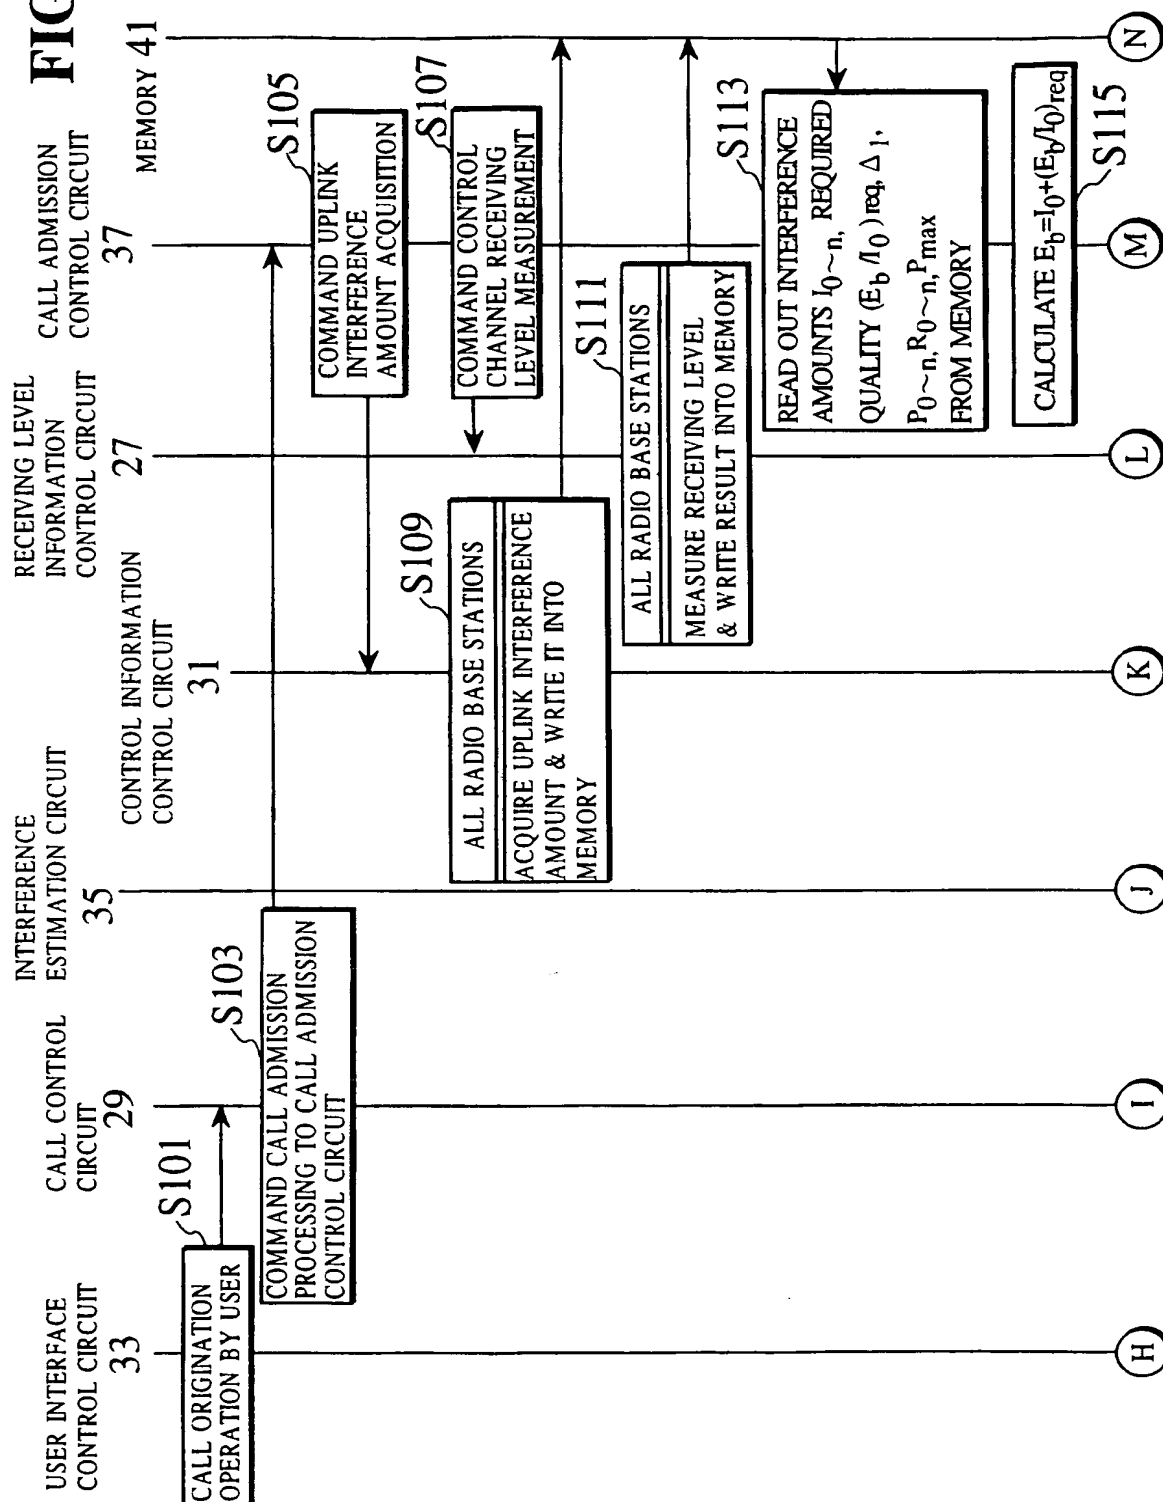 FIG
USER INTERFACE
CONTROL CIRCUIT
33
CALL CONTROL
CIRCUIT
29
INTERFERENCE
ESTIMATION CIRCUIT
35
CONTROL INFORMATION
CONTROL CIRCUIT
31
RECEIVING LEVEL
INFORMATION
CONTROL CIRCUIT
27
CALL ADMISSION
CONTROL CIRCUIT
37
MEMORY 41
S101
CALL ORIGINATION
OPERATION BY USER
S103
COMMAND CALL ADMISSION
PROCESSING TO CALL ADMISSION
CONTROL CIRCUIT
S105
COMMAND UPLINK
INTERFERENCE
AMOUNT ACQUISITION
S107
COMMAND CONTROL
CHANNEL RECEIVING
LEVEL MEASUREMENT
S109
ALL RADIO BASE STATIONS
ACQUIRE UPLINK INTERFERENCE
AMOUNT & WRITE IT INTO
MEMORY
S111
ALL RADIO BASE STATIONS
MEASURE RECEIVING LEVEL
& WRITE RESULT INTO MEMORY
S113
READ OUT INTERFERENCE
AMOUNTS I0~n, REQUIRED
QUALITY (Eb/I0)req, Δ1,
P0~n, R0~n, Pmax
FROM MEMORY
CALCULATE Eb=I0+(Eb/I0)req
S115
H
I
J
K
L
M
N